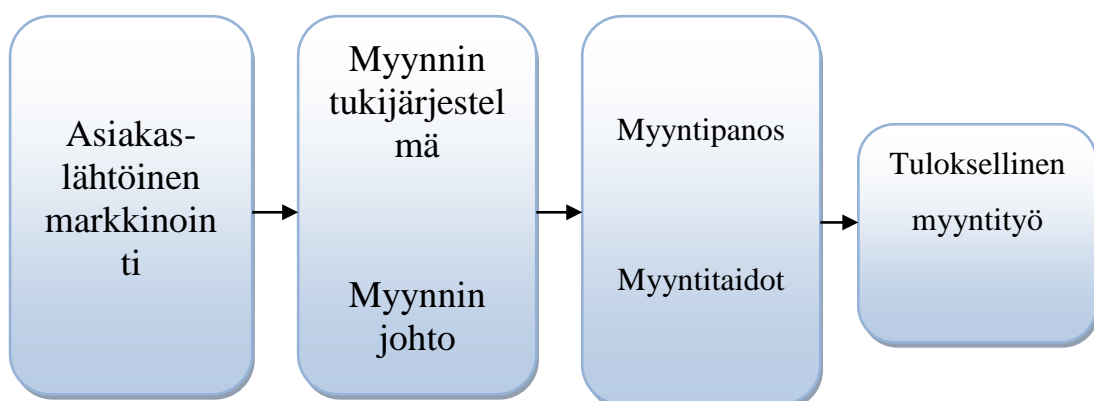 Asiakas-
lähtöinen
markkinoin
ti
Myynnin
tukijärjestel
mä
Myynnin
johto
Myyntipanos
Myyntitaidot
Tuloksellinen
myyntityö